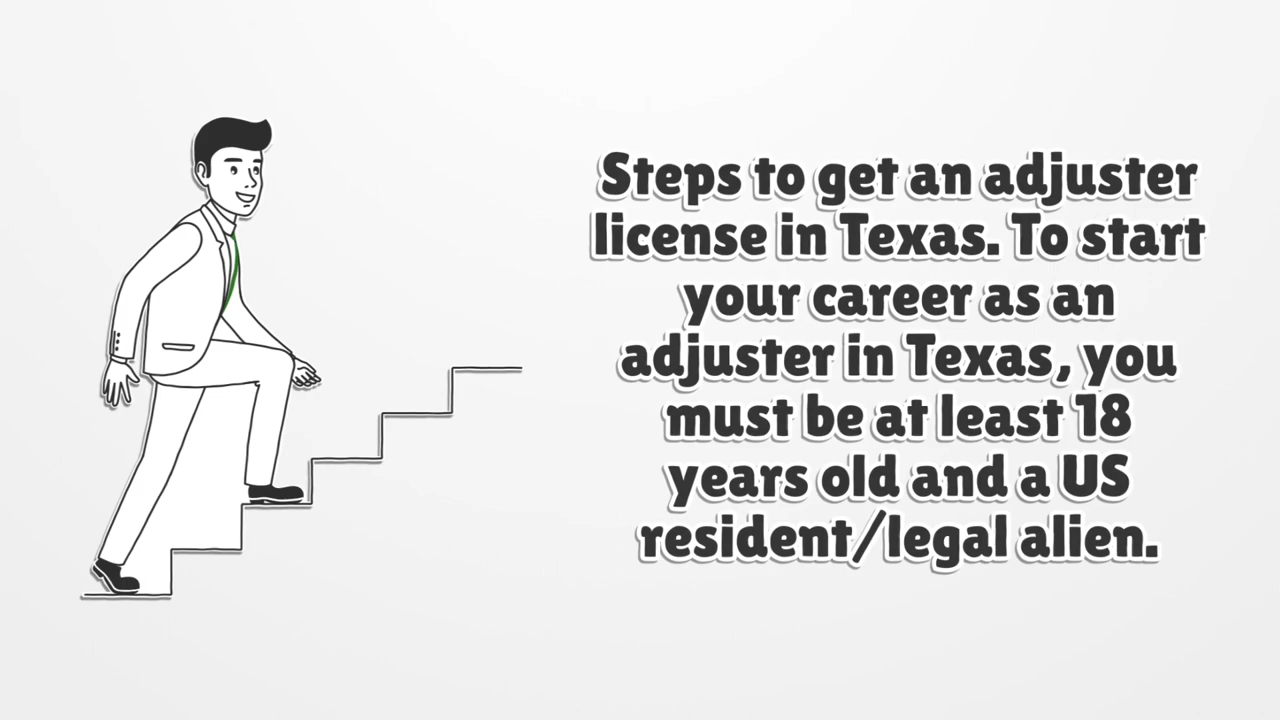 Steps to get an adjuster
license in Texas. To start
your career as an
adjuster in Texas, you
must be at least 18
years old and a US
resident/legal alien.